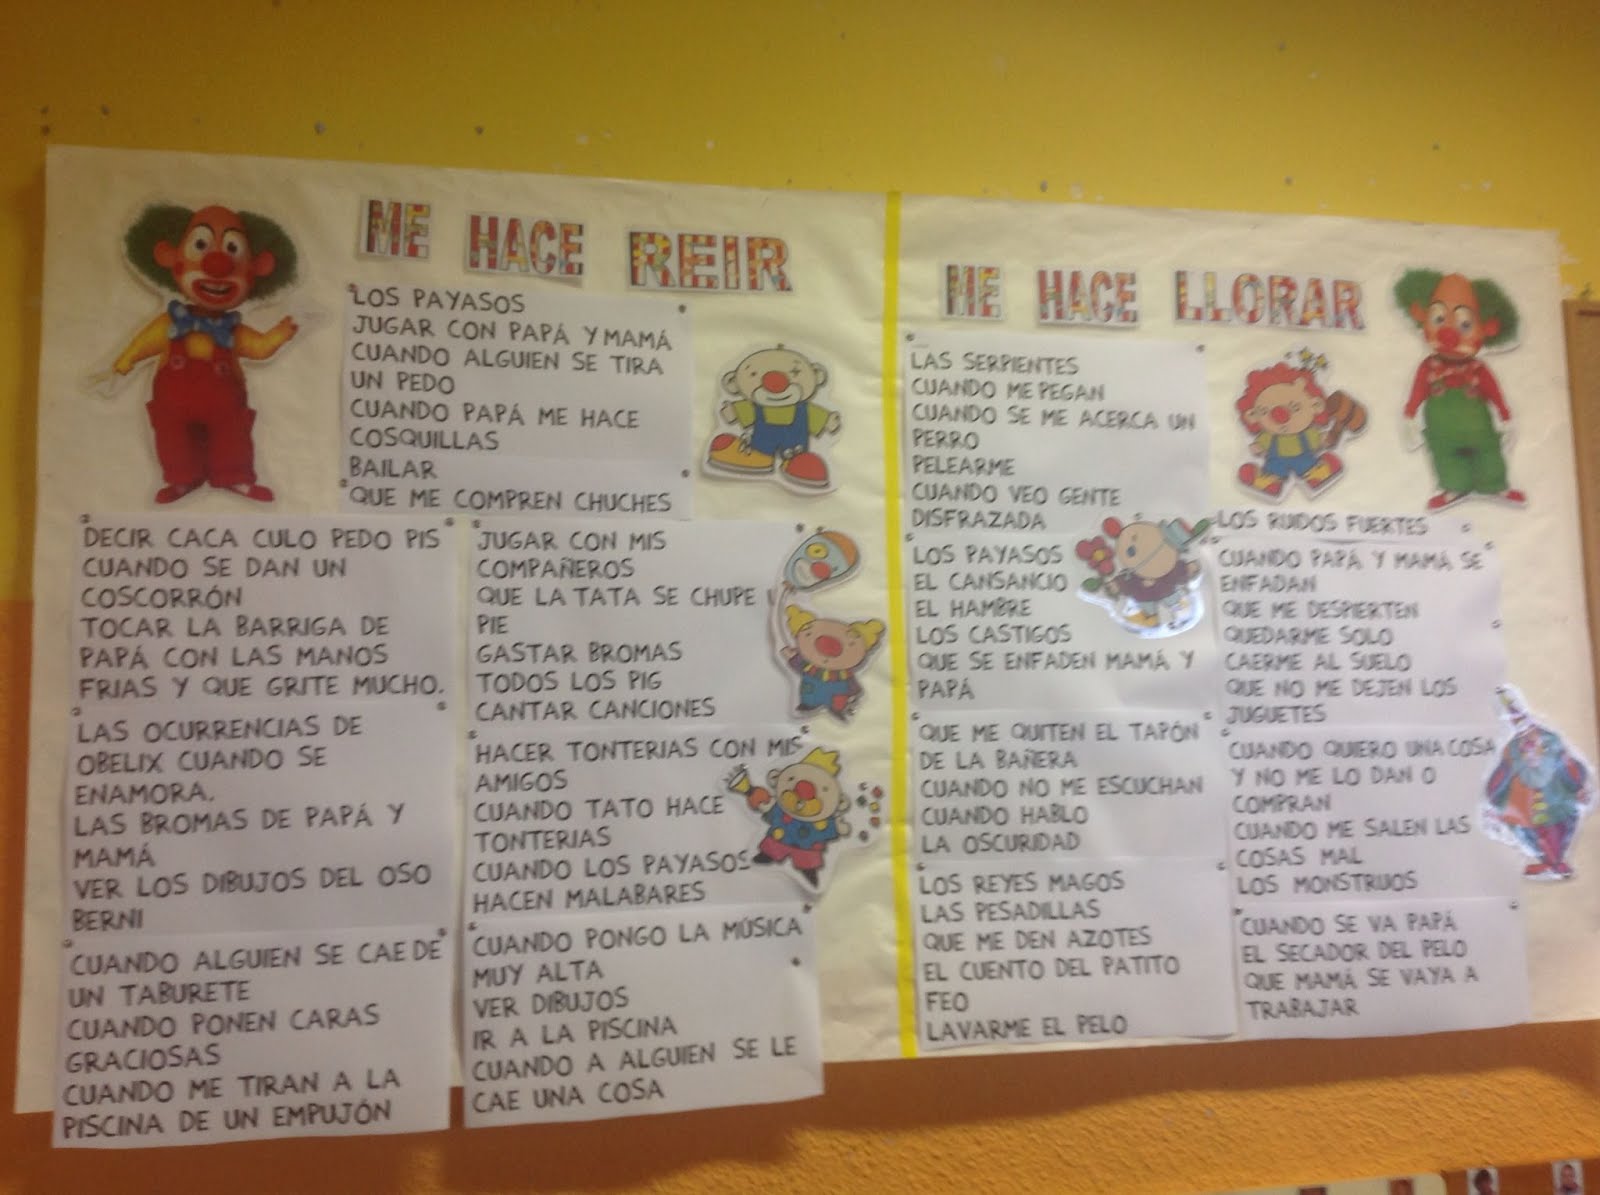 ME HACE REIR
LOS PAYASOS
JUGAR CON PAPÁ Y MAMÁ
CUANDO ALGUIEN SE TIRA
UN PEDO
CUANDO PAPÁ ME HACE
COSQUILLAS
BAILAR
QUE ME COMPREN CHUCHES
DECIR CACA CULO PEDO PIS
CUANDO SE DAN UN
COSCORRÓN
TOCAR LA BARRIGA DE
PAPÁ CON LAS MANOS
FRIAS Y QUE GRITE MUCHO.
LAS OCURRENCIAS DE
OBELIX CUANDO SE
ENAMORA.
LAS BROMAS DE PAPÁ Y
MAMÁ
VER LOS DIBUJOS DEL OSO
BERNI
CUANDO ALGUIEN SE CAE DE
UN TABURETE
CUANDO PONEN CARAS
GRACIOSAS
CUANDO ME TIRAN A LA
PISCINA DE UN EMPUJÓN
JUGAR CON MIS
COMPAÑEROS
QUE LA TATA SE CHUPE
PIE
GASTAR BROMAS
TODOS LOS PIG
CANTAR CANCIONES
HACER TONTERIAS CON MIS
AMIGOS
CUANDO TATO HACE
TONTERIAS
CUANDO LOS PAYASOS
HACEN MALABARES
CUANDO PONGO LA MÚSICA
MUY ALTA
VER DIBUJOS
IR A LA PISCINA
CUANDO A ALGUIEN SE LE
CAE UNA COSA
ME HACE LLORAR
LAS SERPIENTES
CUANDO ME PEGAN
CUANDO SE ME ACERCA UN
PERRO
PELEARME
CUANDO VEO GENTE
DISFRAZADA
LOS PAYASOS
EL CANSANCIO
EL HAMBRE
LOS CASTIGOS
QUE SE ENFADEN MAMÁ Y
PAPÁ
QUE ME QUITEN EL TAPÓN
DE LA BAÑERA
CUANDO NO ME ESCUCHAN
CUANDO HABLO
LA OSCURIDAD
LOS REYES MAGOS
LAS PESADILLAS
QUE ME DEN AZOTES
EL CUENTO DEL PATITO
FEO
LAVARME EL PELO
LOS RUIDOS FUERTES
CUANDO PAPÁ Y MAMÁ SE
ENFADAN
QUE ME DESPIERTEN
QUEDARME SOLO
CAERME AL SUELO
QUE NO ME DEJEN LOS
JUGUETES
CUANDO QUIERO UNA COSA
Y NO ME LO DAN O
COMPRAN
CUANDO ME SALEN LAS
COSAS MAL
LOS MONSTRUOS
CUANDO SE VA PAPÁ
EL SECADOR DEL PELO
QUE MAMÁ SE VAYA A
TRABAJAR